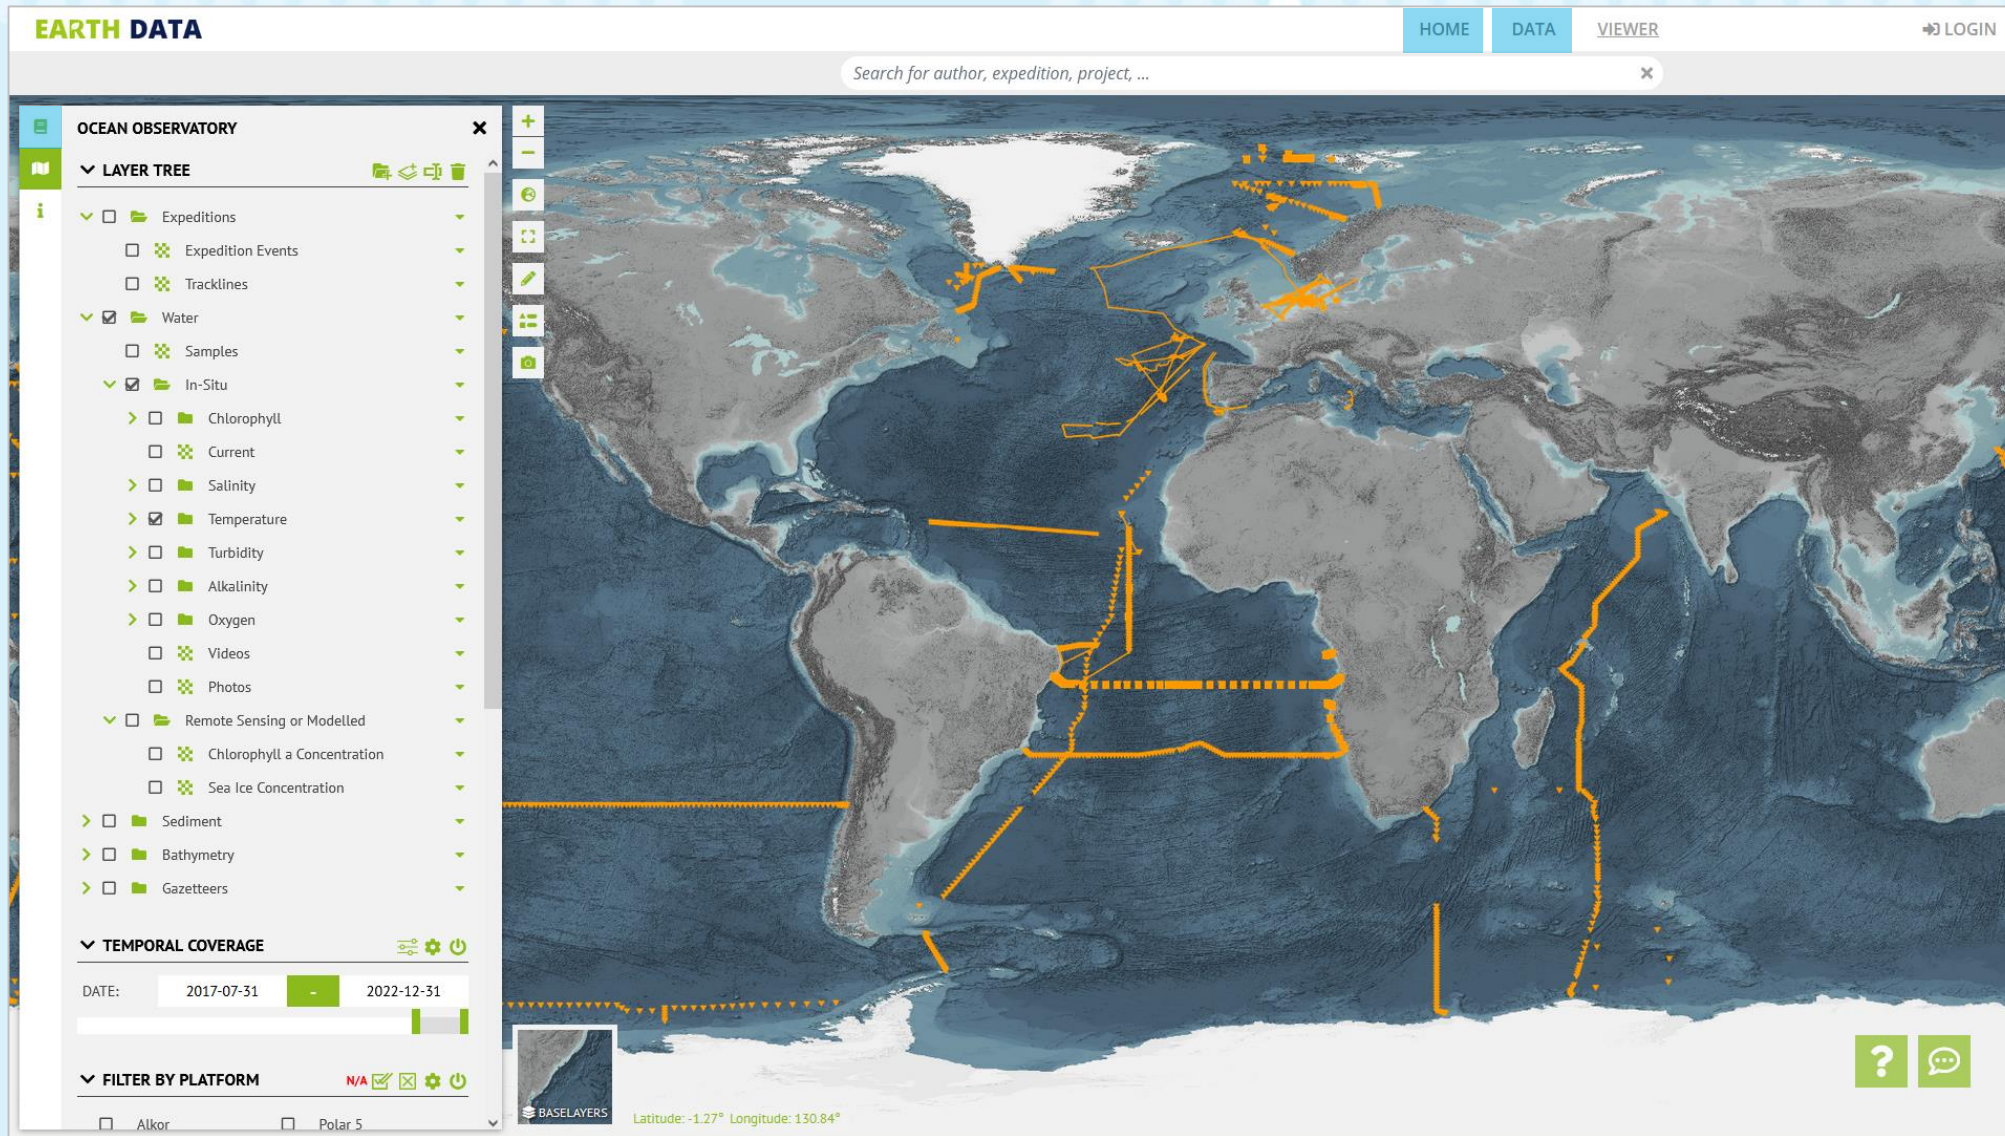 EARTH DATA
HOME DATA VIEWER LOGIN
Search for author, expedition, project, ...
OCEAN OBSERVATORY
LAYER TREE
Expeditions
Expedition Events
Tracklines
Water
Samples
In-Situ
Chlorophyll
Current
Salinity
Temperature
Turbidity
Alkalinity
Oxygen
Videos
Photos
Remote Sensing or Modelled
Chlorophyll a Concentration
Sea Ice Concentration
Sediment
Bathymetry
Gazetteers
TEMPORAL COVERAGE
DATE: 2017-07-31 - 2022-12-31
FILTER BY PLATFORM N/A
Alkor Polar 5
BASELAYERS
Latitude: -1.27° Longitude: 130.84°